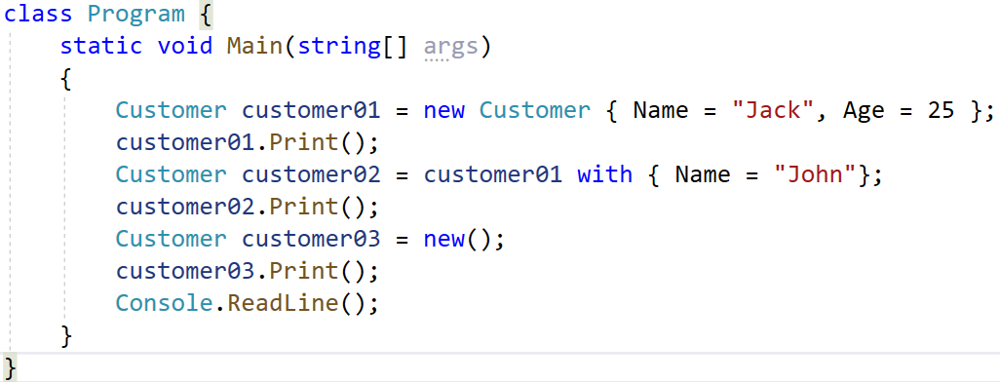 class Program {
static void Main(string[] args)
{
Customer customer01 = new Customer { Name = "Jack", Age = 25 };
customer01.Print();
Customer customer02 = customer01 with { Name = "John"};
customer02.Print();
Customer customer03 = new();
customer03.Print();
Console.ReadLine();
}
}